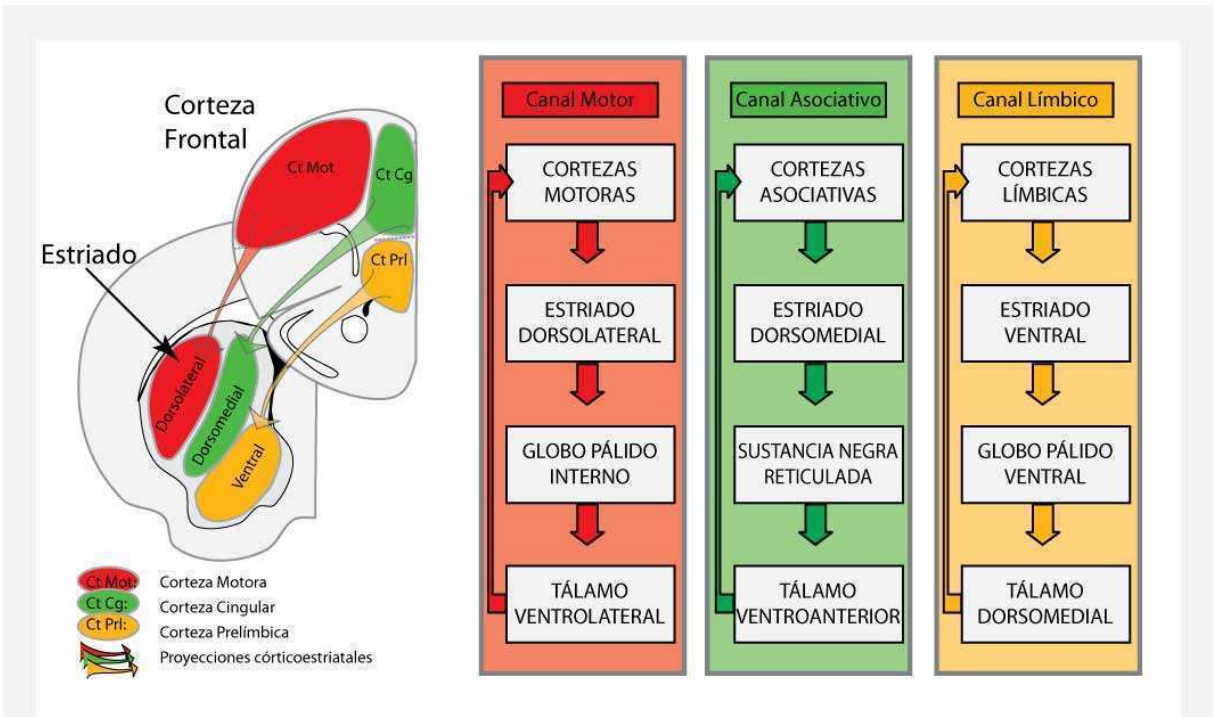 Corteza
Frontal
Ct Mot
Ct Cg
Ct Prl
Estriado
Dorsolateral
Dorsomedial
Ventral
Ct Mot: Corteza Motora
Ct Cg: Corteza Cingular
Ct Prl: Corteza Prelímbica
Proyecciones córticoestriatales
Canal Motor
CORTEZAS
MOTORAS
ESTRIADO
DORSOLATERAL
GLOBO PÁLIDO
INTERNO
TÁLAMO
VENTROLATERAL
Canal Asociativo
CORTEZAS
ASOCIATIVAS
ESTRIADO
DORSOMEDIAL
SUSTANCIA NEGRA
RETICULADA
TÁLAMO
VENTROANTERIOR
Canal Límbico
CORTEZAS
LÍMBICAS
ESTRIADO
VENTRAL
GLOBO PÁLIDO
VENTRAL
TÁLAMO
DORSOMEDIAL